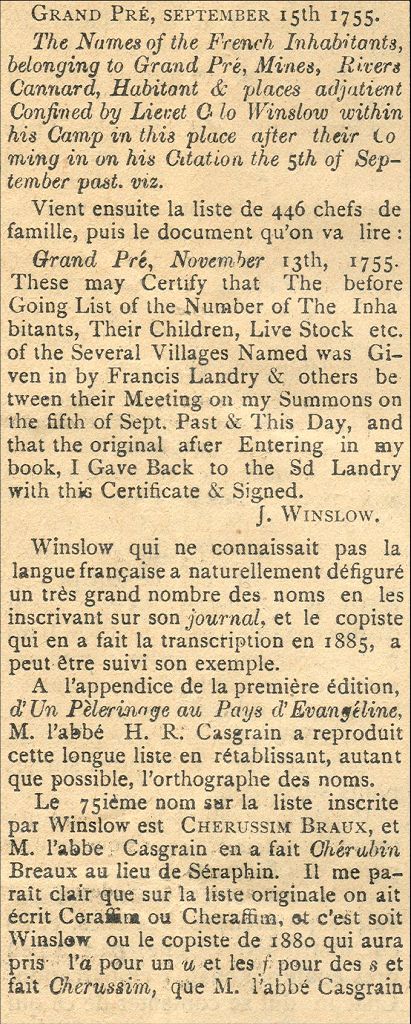 GRAND PRÉ, SEPTEMBER 15th 1755.
The Names of the French Inhabitants,
belonging to Grand Pré, Mines, Rivers
Cannard, Habitant & places adjatient
Confined by Lieuet Clo Winslow within
his Camp in this place after their Co
ming in on his Citation the 5th of Sep-
tember past. viz.
Vient ensuite la liste de 446 chefs de
famille, puis le document qu'on va lire :
Grand Pré, November 13th, 1755.
These may Certify that The before
Going List of the Number of The Inha
bitants, Their Children, Live Stock etc.
of the Several Villages Named was Gi-
ven in by Francis Landry & others be
tween their Meeting on my Summons on
the fifth of Sept. Past & This Day, and
that the original after Entering in my
book, I Gave Back to the Sd Landry
with this Certificate & Signed.
J. WINSLOW.
Winslow qui ne connaissait pas la
langue française a naturellement défiguré
un très grand nombre des noms en les
inscrivant sur son journal, et le copiste
qui en a fait la transcription en 1885, a
peut être suivi son exemple.
A l'appendice de la première édition,
d'Un Pèlerinage au Pays d'Evangéline,
M. l'abbé H. R. Casgrain a reproduit
cette longue liste en rétablissant, autant
que possible, l'orthographe des noms.
Le 75ième nom sur la liste inscrite
par Winslow est CHERUSSIM BRAUX, et
M. l'abbe Casgrain en a fait Chérubin
Breaux au lieu de Séraphin. Il me pa-
raît clair que sur la liste originale on ait
écrit Ceraffim ou Cheraffim, et c'est soit
Winslow ou le copiste de 1880 qui aura
pris l'a pour un u et les f pour des s et
fait Cherussim, que M. l'abbé Casgrain